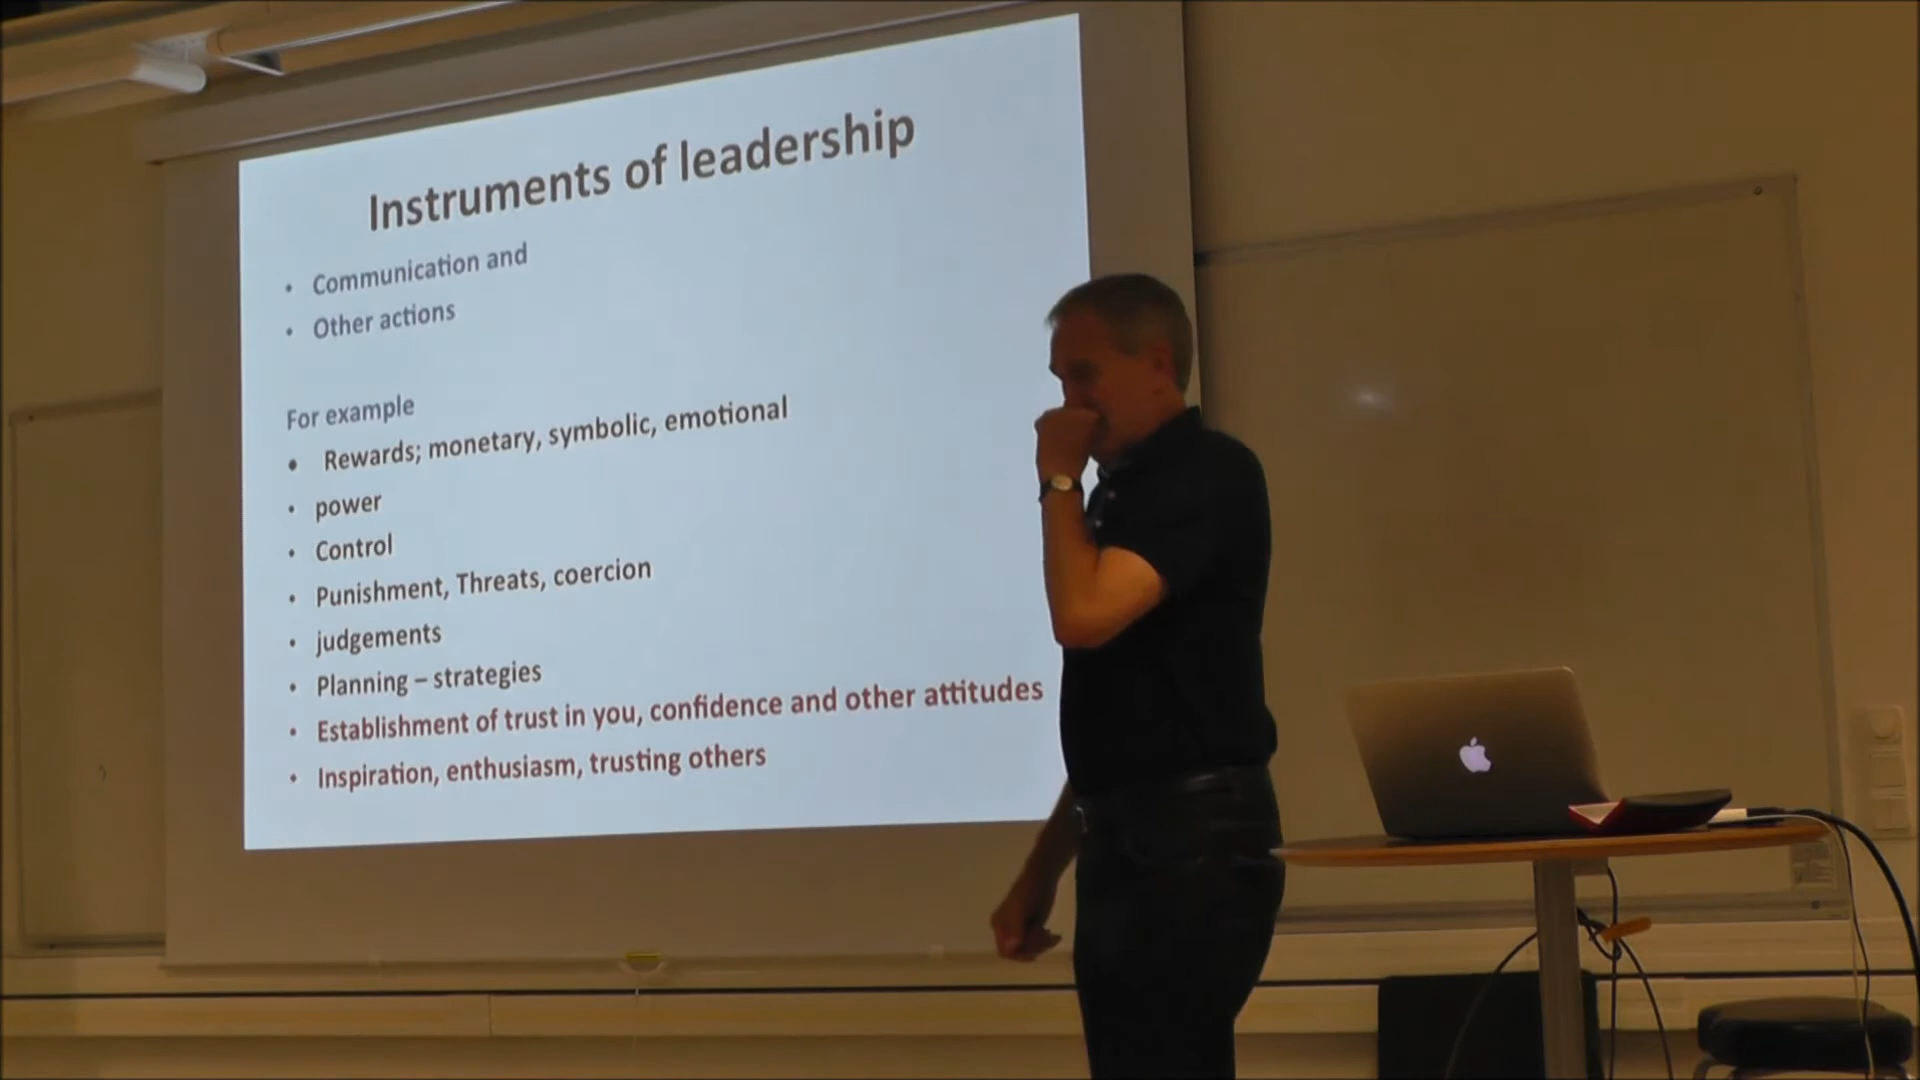 Instruments of leadership
• Communication and
• Other actions
For example
• Rewards; monetary, symbolic, emotional
• power
• Control
• Punishment, Threats, coercion
• judgements
• Planning – strategies
• Establishment of trust in you, confidence and other attitudes
• Inspiration, enthusiasm, trusting others